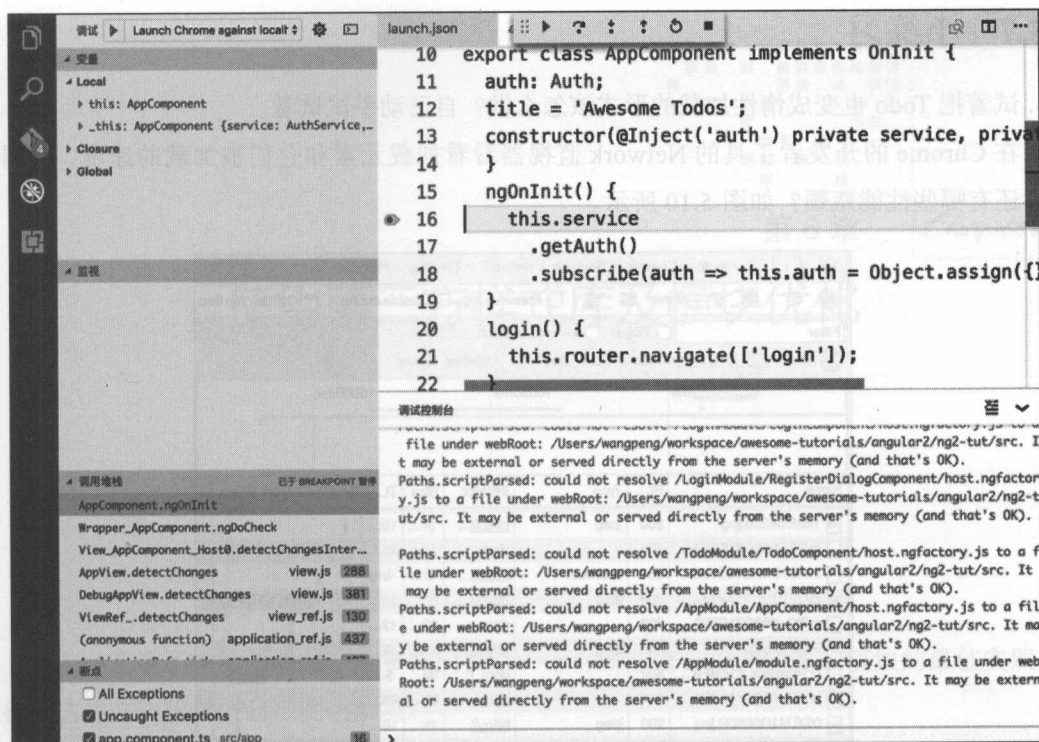 调试 Launch Chrome against localh
变量
Local
this: AppComponent
_this: AppComponent {service: AuthService,…
Closure
Global
监视
调用堆栈 已于 BREAKPOINT 暂停
AppComponent.ngOnInit
Wrapper_AppComponent.ngDoCheck
View_AppComponent_Host0.detectChangesInter...
AppView.detectChanges view.js 288
DebugAppView.detectChanges view.js 381
ViewRef_.detectChanges view_ref.js 130
(anonymous function) application_ref.js 437
断点
All Exceptions
Uncaught Exceptions
app.component.ts src/app 16
launch.json
10 export class AppComponent implements OnInit {
11 auth: Auth;
12 title = 'Awesome Todos';
13 constructor(@Inject('auth') private service, privat
14 }
15 ngOnInit() {
16 this.service
17 .getAuth()
18 .subscribe(auth => this.auth = Object.assign({}
19 }
20 login() {
21 this.router.navigate(['login']);
22 }
调试控制台
file under webRoot: /Users/wangpeng/workspace/awesome-tutorials/angular2/ng2-tut/src. I
t may be external or served directly from the server's memory (and that's OK).
Paths.scriptParsed: could not resolve /LoginModule/RegisterDialogComponent/host.ngfactor
y.js to a file under webRoot: /Users/wangpeng/workspace/awesome-tutorials/angular2/ng2-t
ut/src. It may be external or served directly from the server's memory (and that's OK).
Paths.scriptParsed: could not resolve /TodoModule/TodoComponent/host.ngfactory.js to a f
ile under webRoot: /Users/wangpeng/workspace/awesome-tutorials/angular2/ng2-tut/src. It
may be external or served directly from the server's memory (and that's OK).
Paths.scriptParsed: could not resolve /AppModule/AppComponent/host.ngfactory.js to a fil
e under webRoot: /Users/wangpeng/workspace/awesome-tutorials/angular2/ng2-tut/src. It ma
y be external or served directly from the server's memory (and that's OK).
Paths.scriptParsed: could not resolve /AppModule/module.ngfactory.js to a file under web
Root: /Users/wangpeng/workspace/awesome-tutorials/angular2/ng2-tut/src. It may be extern
al or served directly from the server's memory (and that's OK).